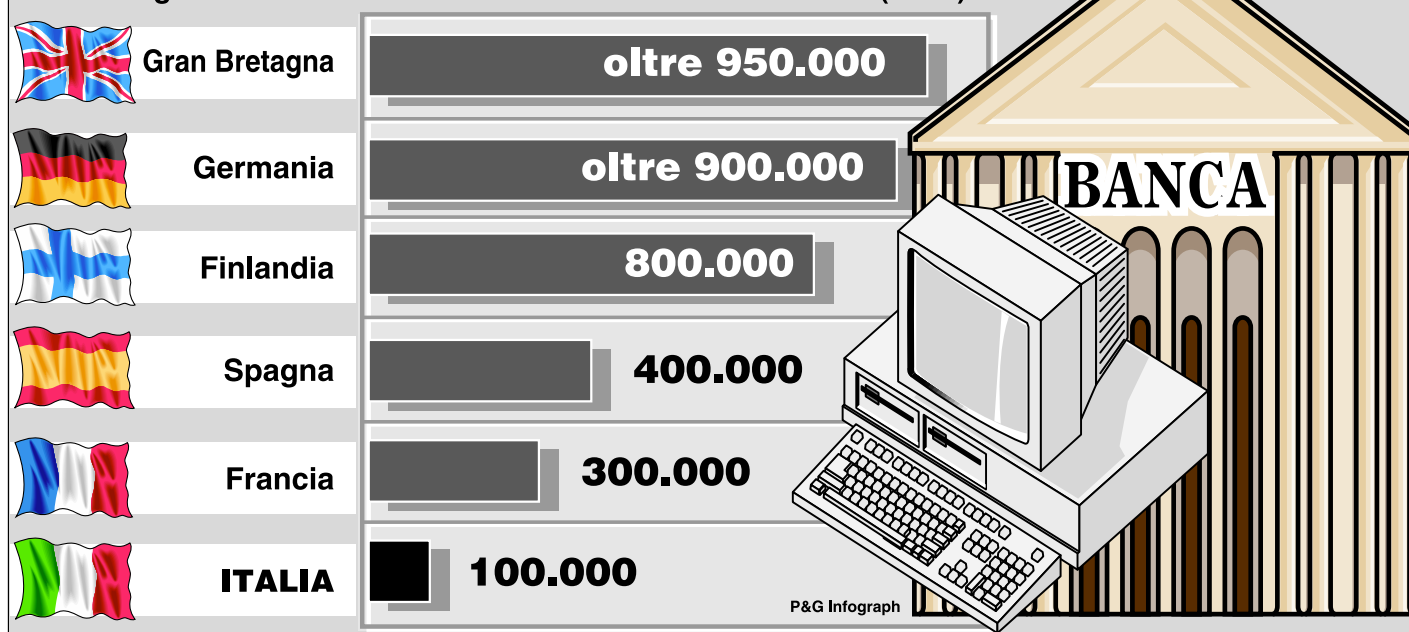 Gran Bretagna oltre 950.000
Germania oltre 900.000
Finlandia 800.000
Spagna 400.000
Francia 300.000
ITALIA 100.000
BANCA
P&G Infograph